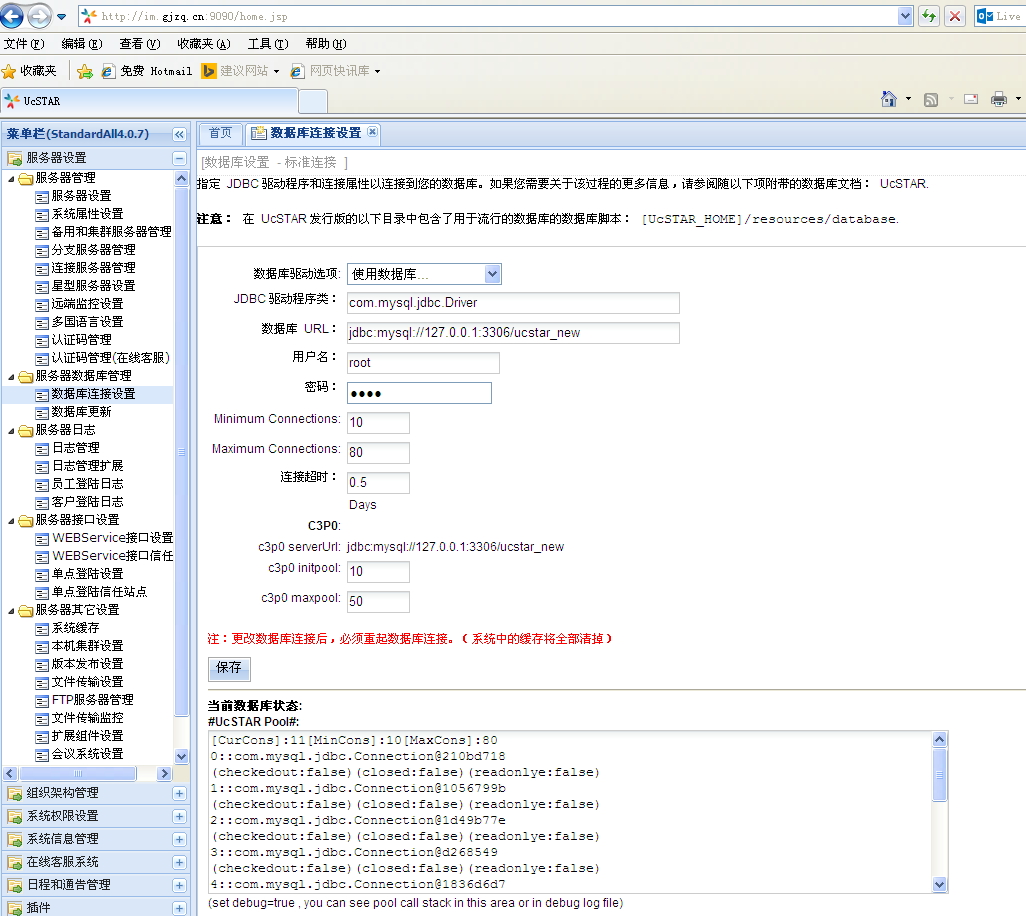 http://im.gjzq.cn:9090/home.jsp
Live
文件(F) 编辑(E) 查看(V) 收藏夹(A) 工具(T) 帮助(H)
收藏夹 免费 Hotmail 建议网站 网页快讯库
UcSTAR
菜单栏(StandardAll4.0.7)
服务器设置
服务器管理
服务器设置
系统属性设置
备用和集群服务器管理
分支服务器管理
连接服务器管理
星型服务器设置
远端监控设置
多国语言设置
认证码管理
认证码管理(在线客服)
服务器数据库管理
数据库连接设置
数据库更新
服务器日志
日志管理
日志管理扩展
员工登陆日志
客户登陆日志
服务器接口设置
WEBService接口设置
WEBService接口信任
单点登陆设置
单点登陆信任站点
服务器其它设置
系统缓存
本机集群设置
版本发布设置
文件传输设置
FTP服务器管理
文件传输监控
扩展组件设置
会议系统设置
组织架构管理
系统权限设置
系统信息管理
在线客服系统
日程和通告管理
插件
首页 数据库连接设置
[数据库设置 - 标准连接 ]
指定 JDBC 驱动程序和连接属性以连接到您的数据库。如果您需要关于该过程的更多信息，请参阅随以下项附带的数据库文档： UcSTAR.
注意： 在 UcSTAR 发行版的以下目录中包含了用于流行的数据库的数据库脚本： [UcSTAR_HOME]/resources/database.
数据库驱动选项: 使用数据库...
JDBC 驱动程序类： com.mysql.jdbc.Driver
数据库 URL： jdbc:mysql://127.0.0.1:3306/ucstar_new
用户名： root
密码： ●●●●
Minimum Connections: 10
Maximum Connections: 80
连接超时： 0.5
Days
C3P0:
c3p0 serverUrl: jdbc:mysql://127.0.0.1:3306/ucstar_new
c3p0 initpool: 10
c3p0 maxpool: 50
注：更改数据库连接后，必须重起数据库连接。（系统中的缓存将全部清掉）
保存
当前数据库状态:
#UcSTAR Pool#:
[CurCons]:11[MinCons]:10[MaxCons]:80
0::com.mysql.jdbc.Connection@210bd718
(checkedout:false)(closed:false)(readonlye:false)
1::com.mysql.jdbc.Connection@1056799b
(checkedout:false)(closed:false)(readonlye:false)
2::com.mysql.jdbc.Connection@1d49b77e
(checkedout:false)(closed:false)(readonlye:false)
3::com.mysql.jdbc.Connection@d268549
(checkedout:false)(closed:false)(readonlye:false)
4::com.mysql.jdbc.Connection@1836d6d7
(set debug=true , you can see pool call stack in this area or in debug log file)